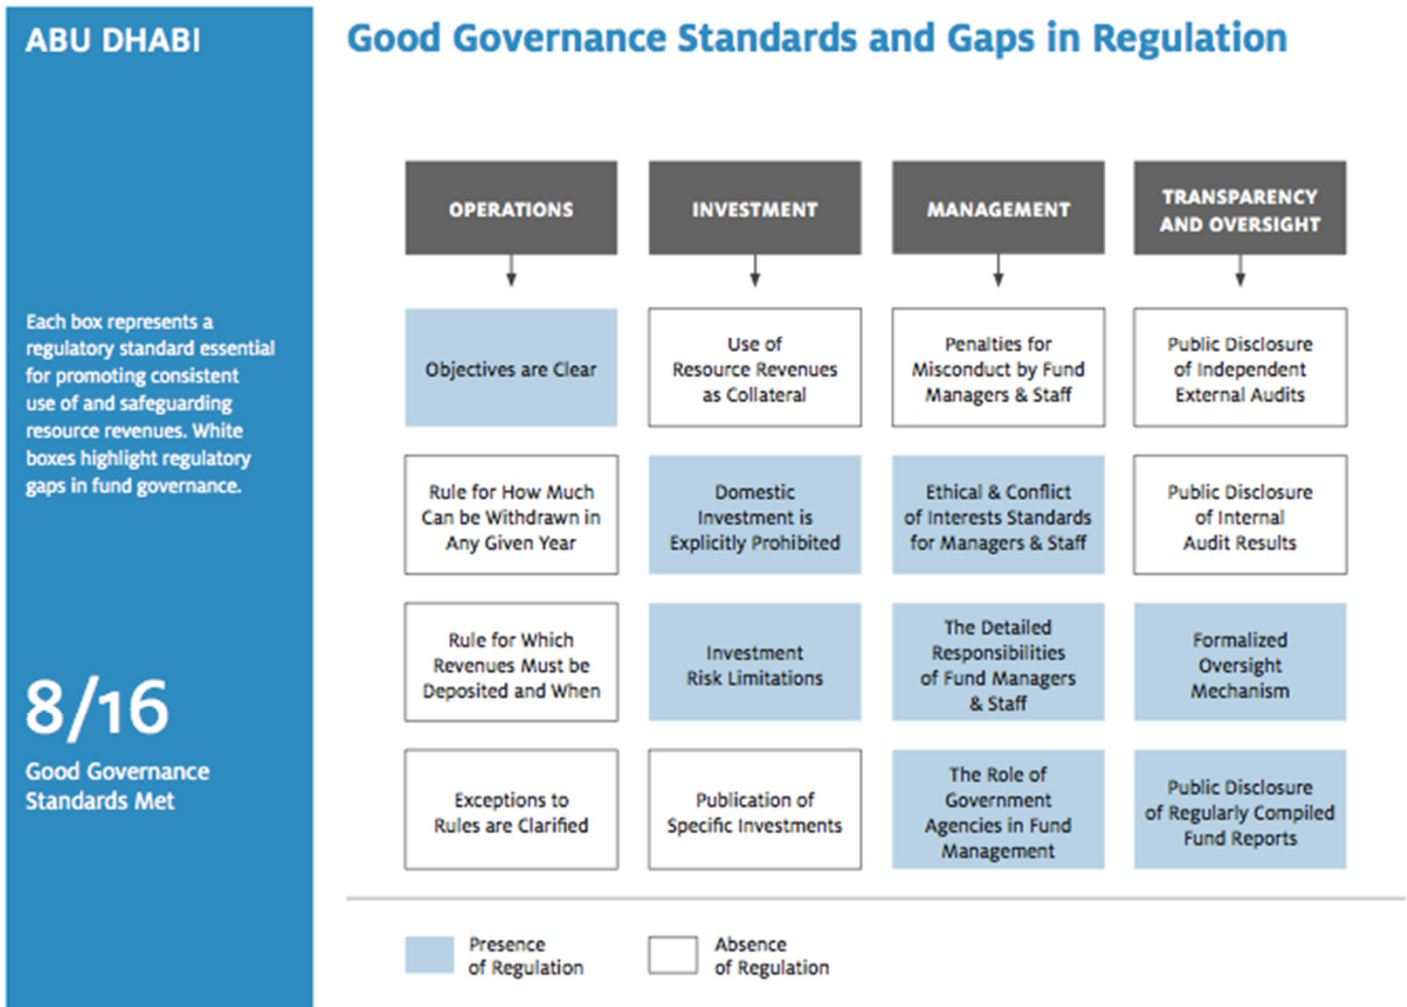 ABU DHABI
Good Governance Standards and Gaps in Regulation
Each box represents a
regulatory standard essential
for promoting consistent
use of and safeguarding
resource revenues. White
boxes highlight regulatory
gaps in fund governance.
8/16
Good Governance
Standards Met
OPERATIONS
Objectives are Clear
Rule for How Much
Can be Withdrawn in
Any Given Year
Rule for Which
Revenues Must be
Deposited and When
Exceptions to
Rules are Clarified
INVESTMENT
Use of
Resource Revenues
as Collateral
Domestic
Investment is
Explicitly Prohibited
Investment
Risk Limitations
Publication of
Specific Investments
MANAGEMENT
Penalties for
Misconduct by Fund
Managers & Staff
Ethical & Conflict
of Interests Standards
for Managers & Staff
The Detailed
Responsibilities
of Fund Managers
& Staff
The Role of
Government
Agencies in Fund
Management
TRANSPARENCY
AND OVERSIGHT
Public Disclosure
of Independent
External Audits
Public Disclosure
of Internal
Audit Results
Formalized
Oversight
Mechanism
Public Disclosure
of Regularly Compiled
Fund Reports
Presence
of Regulation
Absence
of Regulation